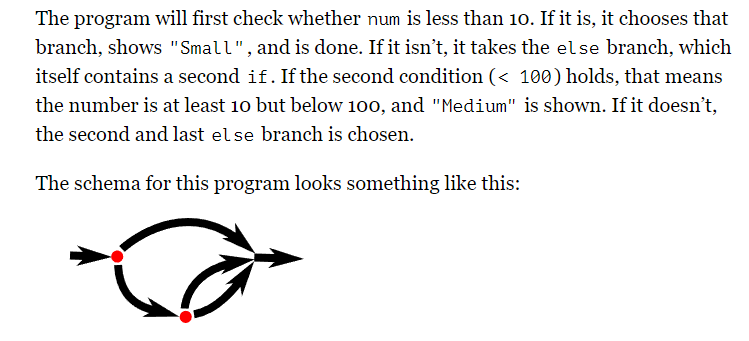 The program will first check whether num is less than 10. If it is, it chooses that
branch, shows "Small", and is done. If it isn’t, it takes the else branch, which
itself contains a second if. If the second condition (< 100) holds, that means
the number is at least 10 but below 100, and "Medium" is shown. If it doesn’t,
the second and last else branch is chosen.
The schema for this program looks something like this: